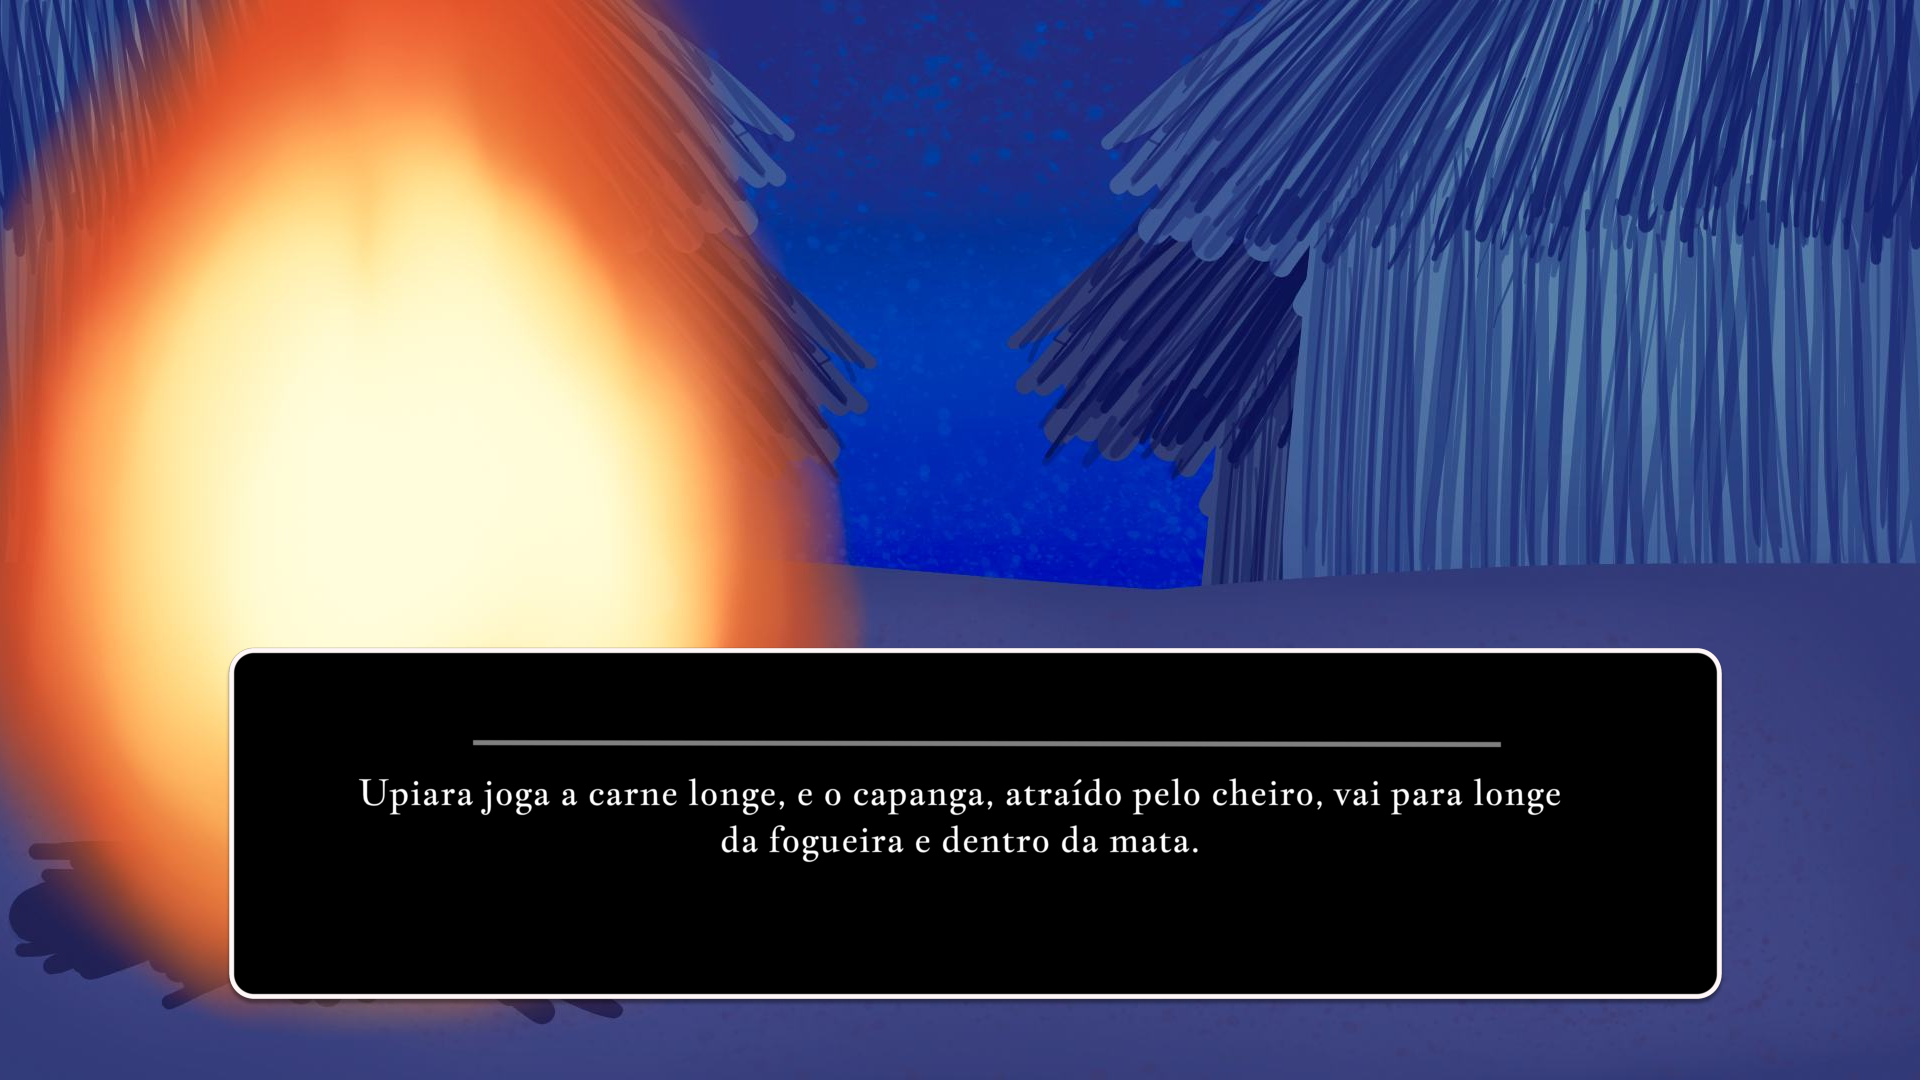 Upiara joga a carne longe, e o capanga, atraído pelo cheiro, vai para longe
da fogueira e dentro da mata.